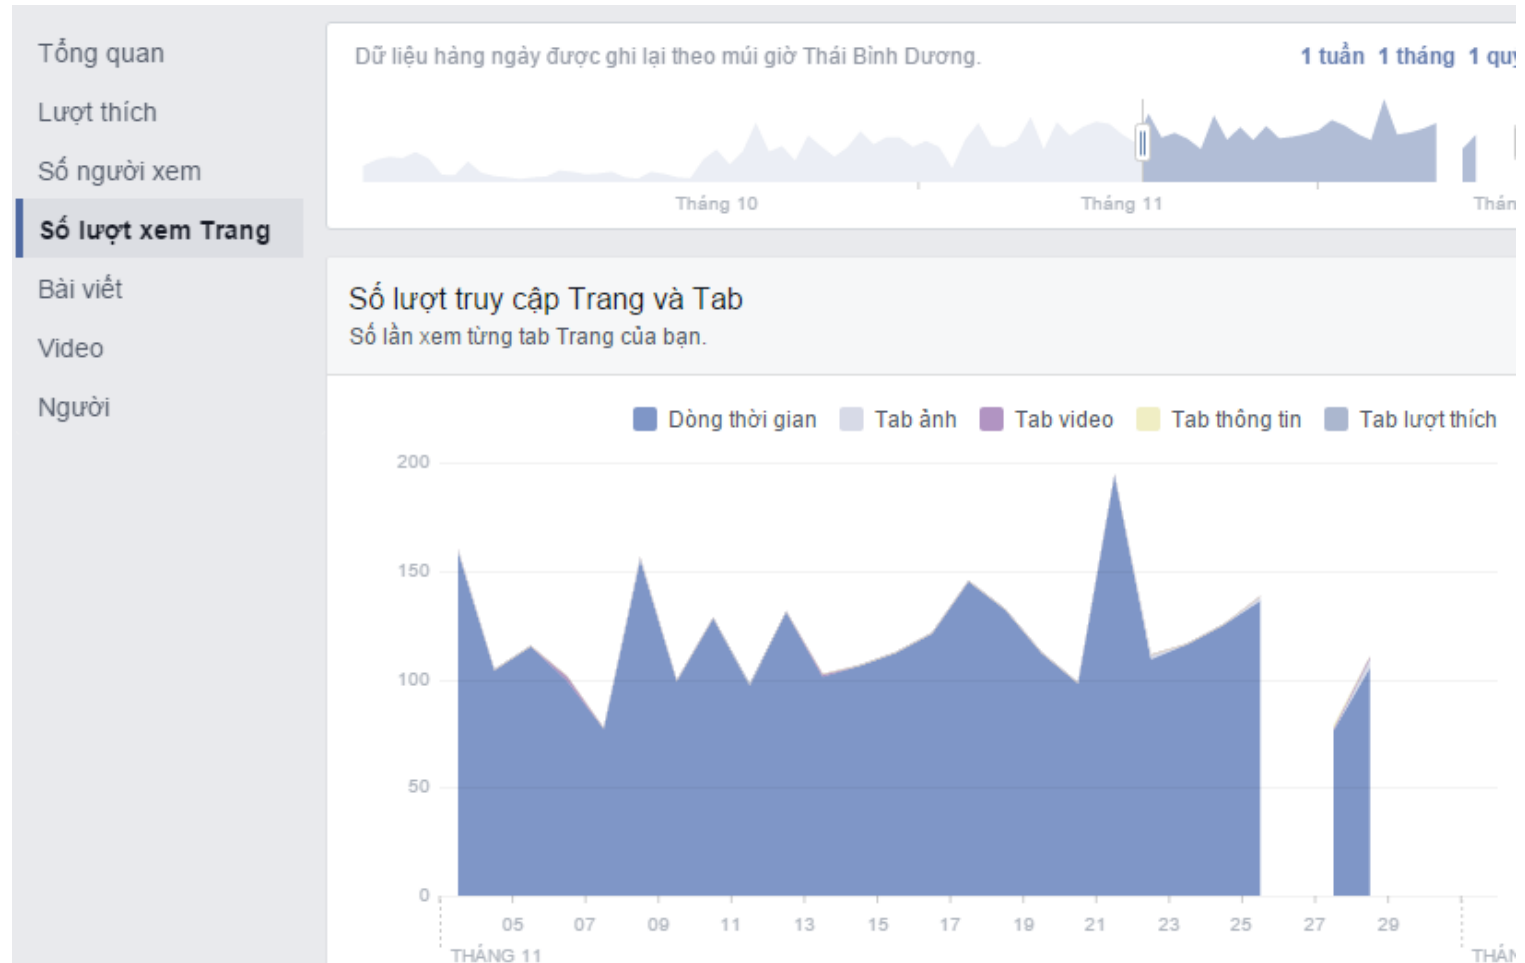 Tổng quan
Lượt thích
Số người xem
Số lượt xem Trang
Bài viết
Video
Người
Dữ liệu hàng ngày được ghi lại theo múi giờ Thái Bình Dương.
1 tuần 1 tháng 1
Tháng 10 Tháng 11
Số lượt truy cập Trang và Tab
Số lần xem từng tab Trang của bạn.
Dòng thời gian Tab ảnh Tab video Tab thông tin Tab lượt thích
200
150
100
50
0
05 07 09 11 13 15 17 19 21 23 25 27 29
THÁNG 11